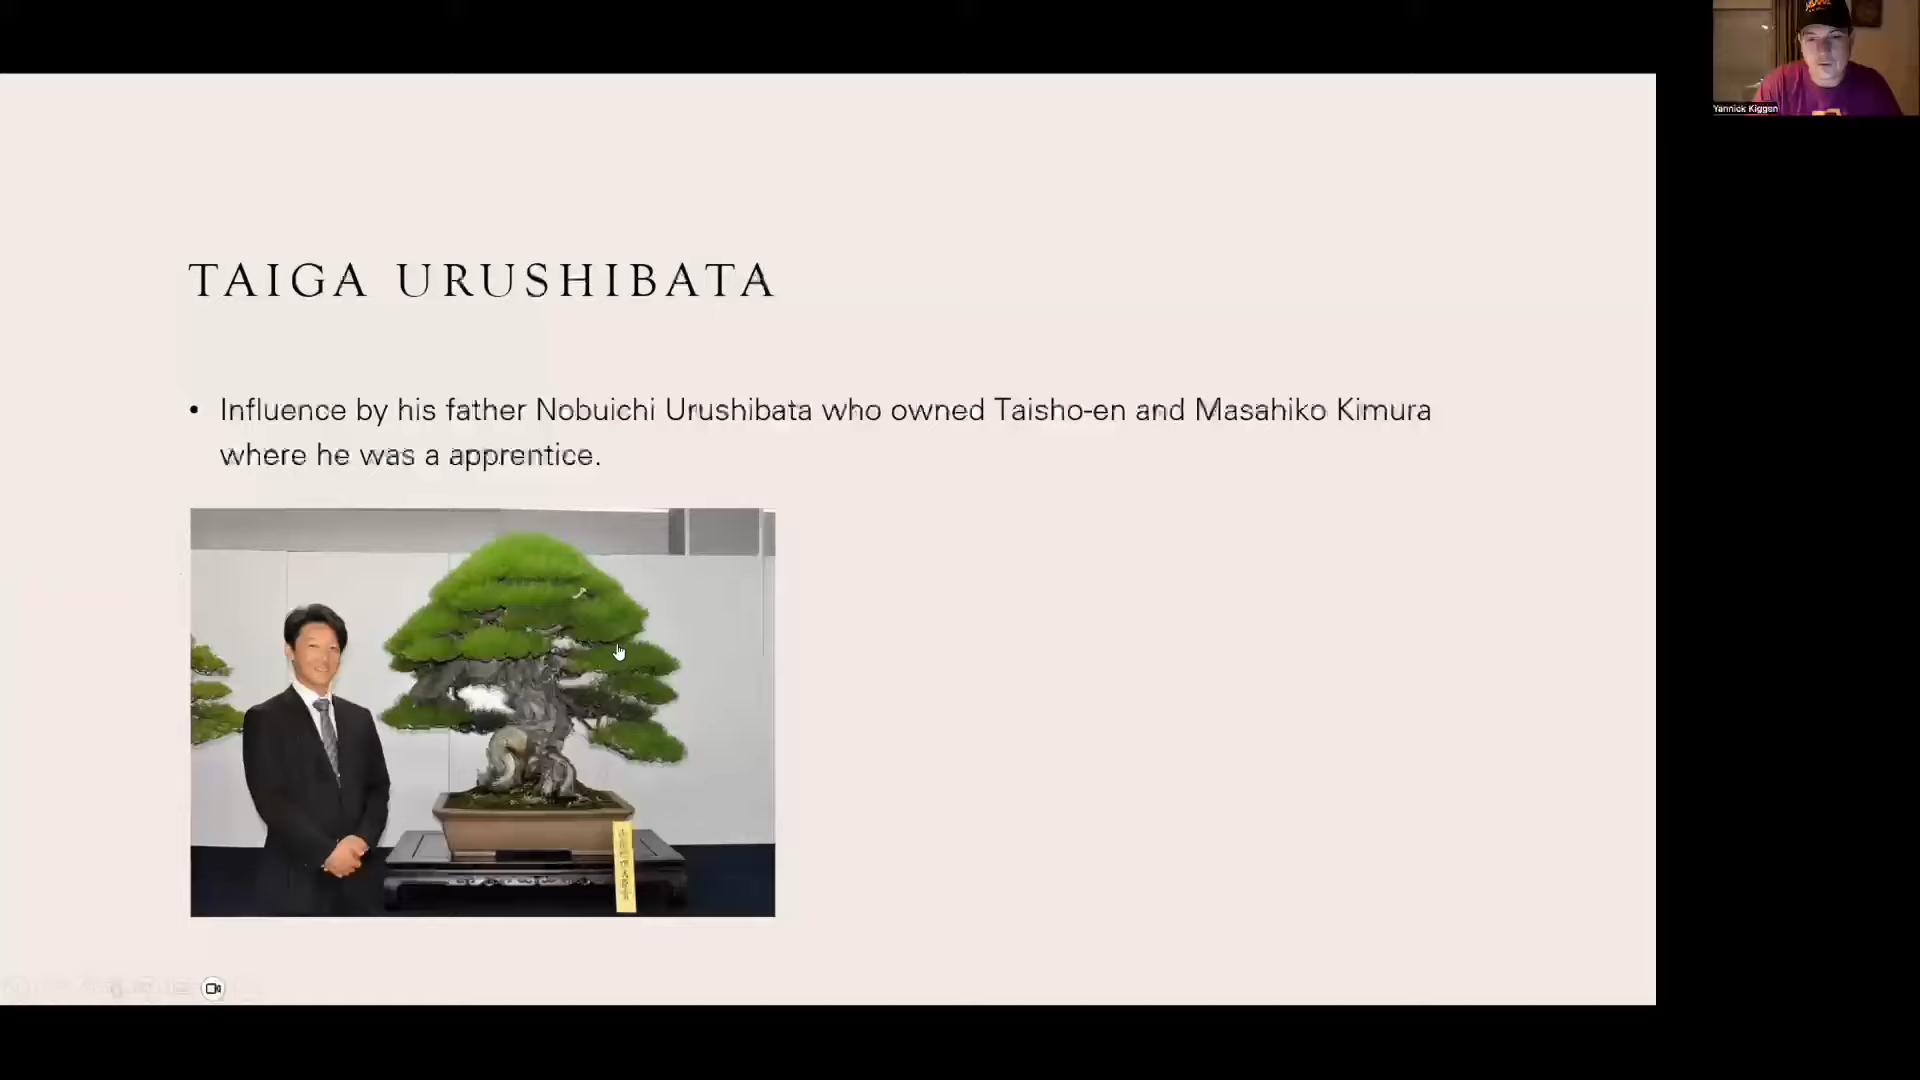 Yannick Kiggen
TAIGA URUSHIBATA
• Influence by his father Nobuichi Urushibata who owned Taisho-en and Masahiko Kimura
where he was a apprentice.